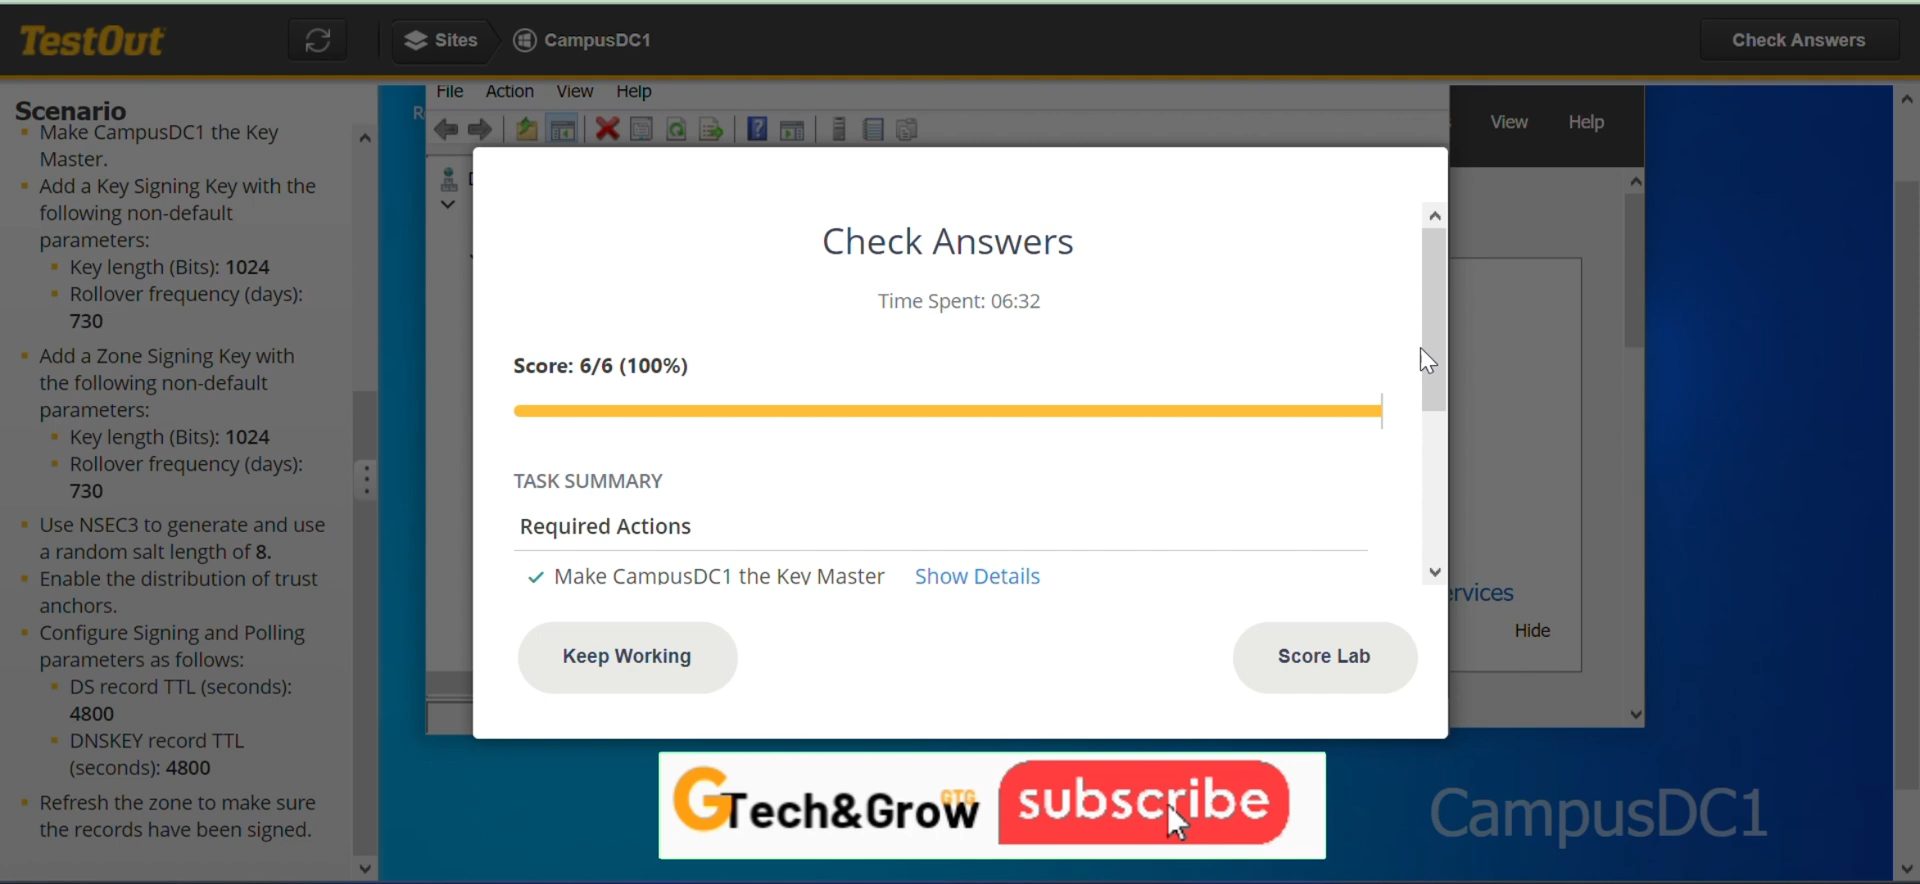 TestOut
Sites
CampusDC1
Check Answers
Scenario
Make CampusDC1 the Key
Master.
Add a Key Signing Key with the
following non-default
parameters:
Key length (Bits): 1024
Rollover frequency (days):
730
Add a Zone Signing Key with
the following non-default
parameters:
Key length (Bits): 1024
Rollover frequency (days):
730
Use NSEC3 to generate and use
a random salt length of 8.
Enable the distribution of trust
anchors.
Configure Signing and Polling
parameters as follows:
DS record TTL (seconds):
4800
DNSKEY record TTL
(seconds): 4800
Refresh the zone to make sure
the records have been signed.
File Action View Help
View Help
Check Answers
Time Spent: 06:32
Score: 6/6 (100%)
TASK SUMMARY
Required Actions
Make CampusDC1 the Key Master Show Details
Keep Working
Score Lab
rvices
Hide
GTech&Grow
GTG
subscribe
CampusDC1